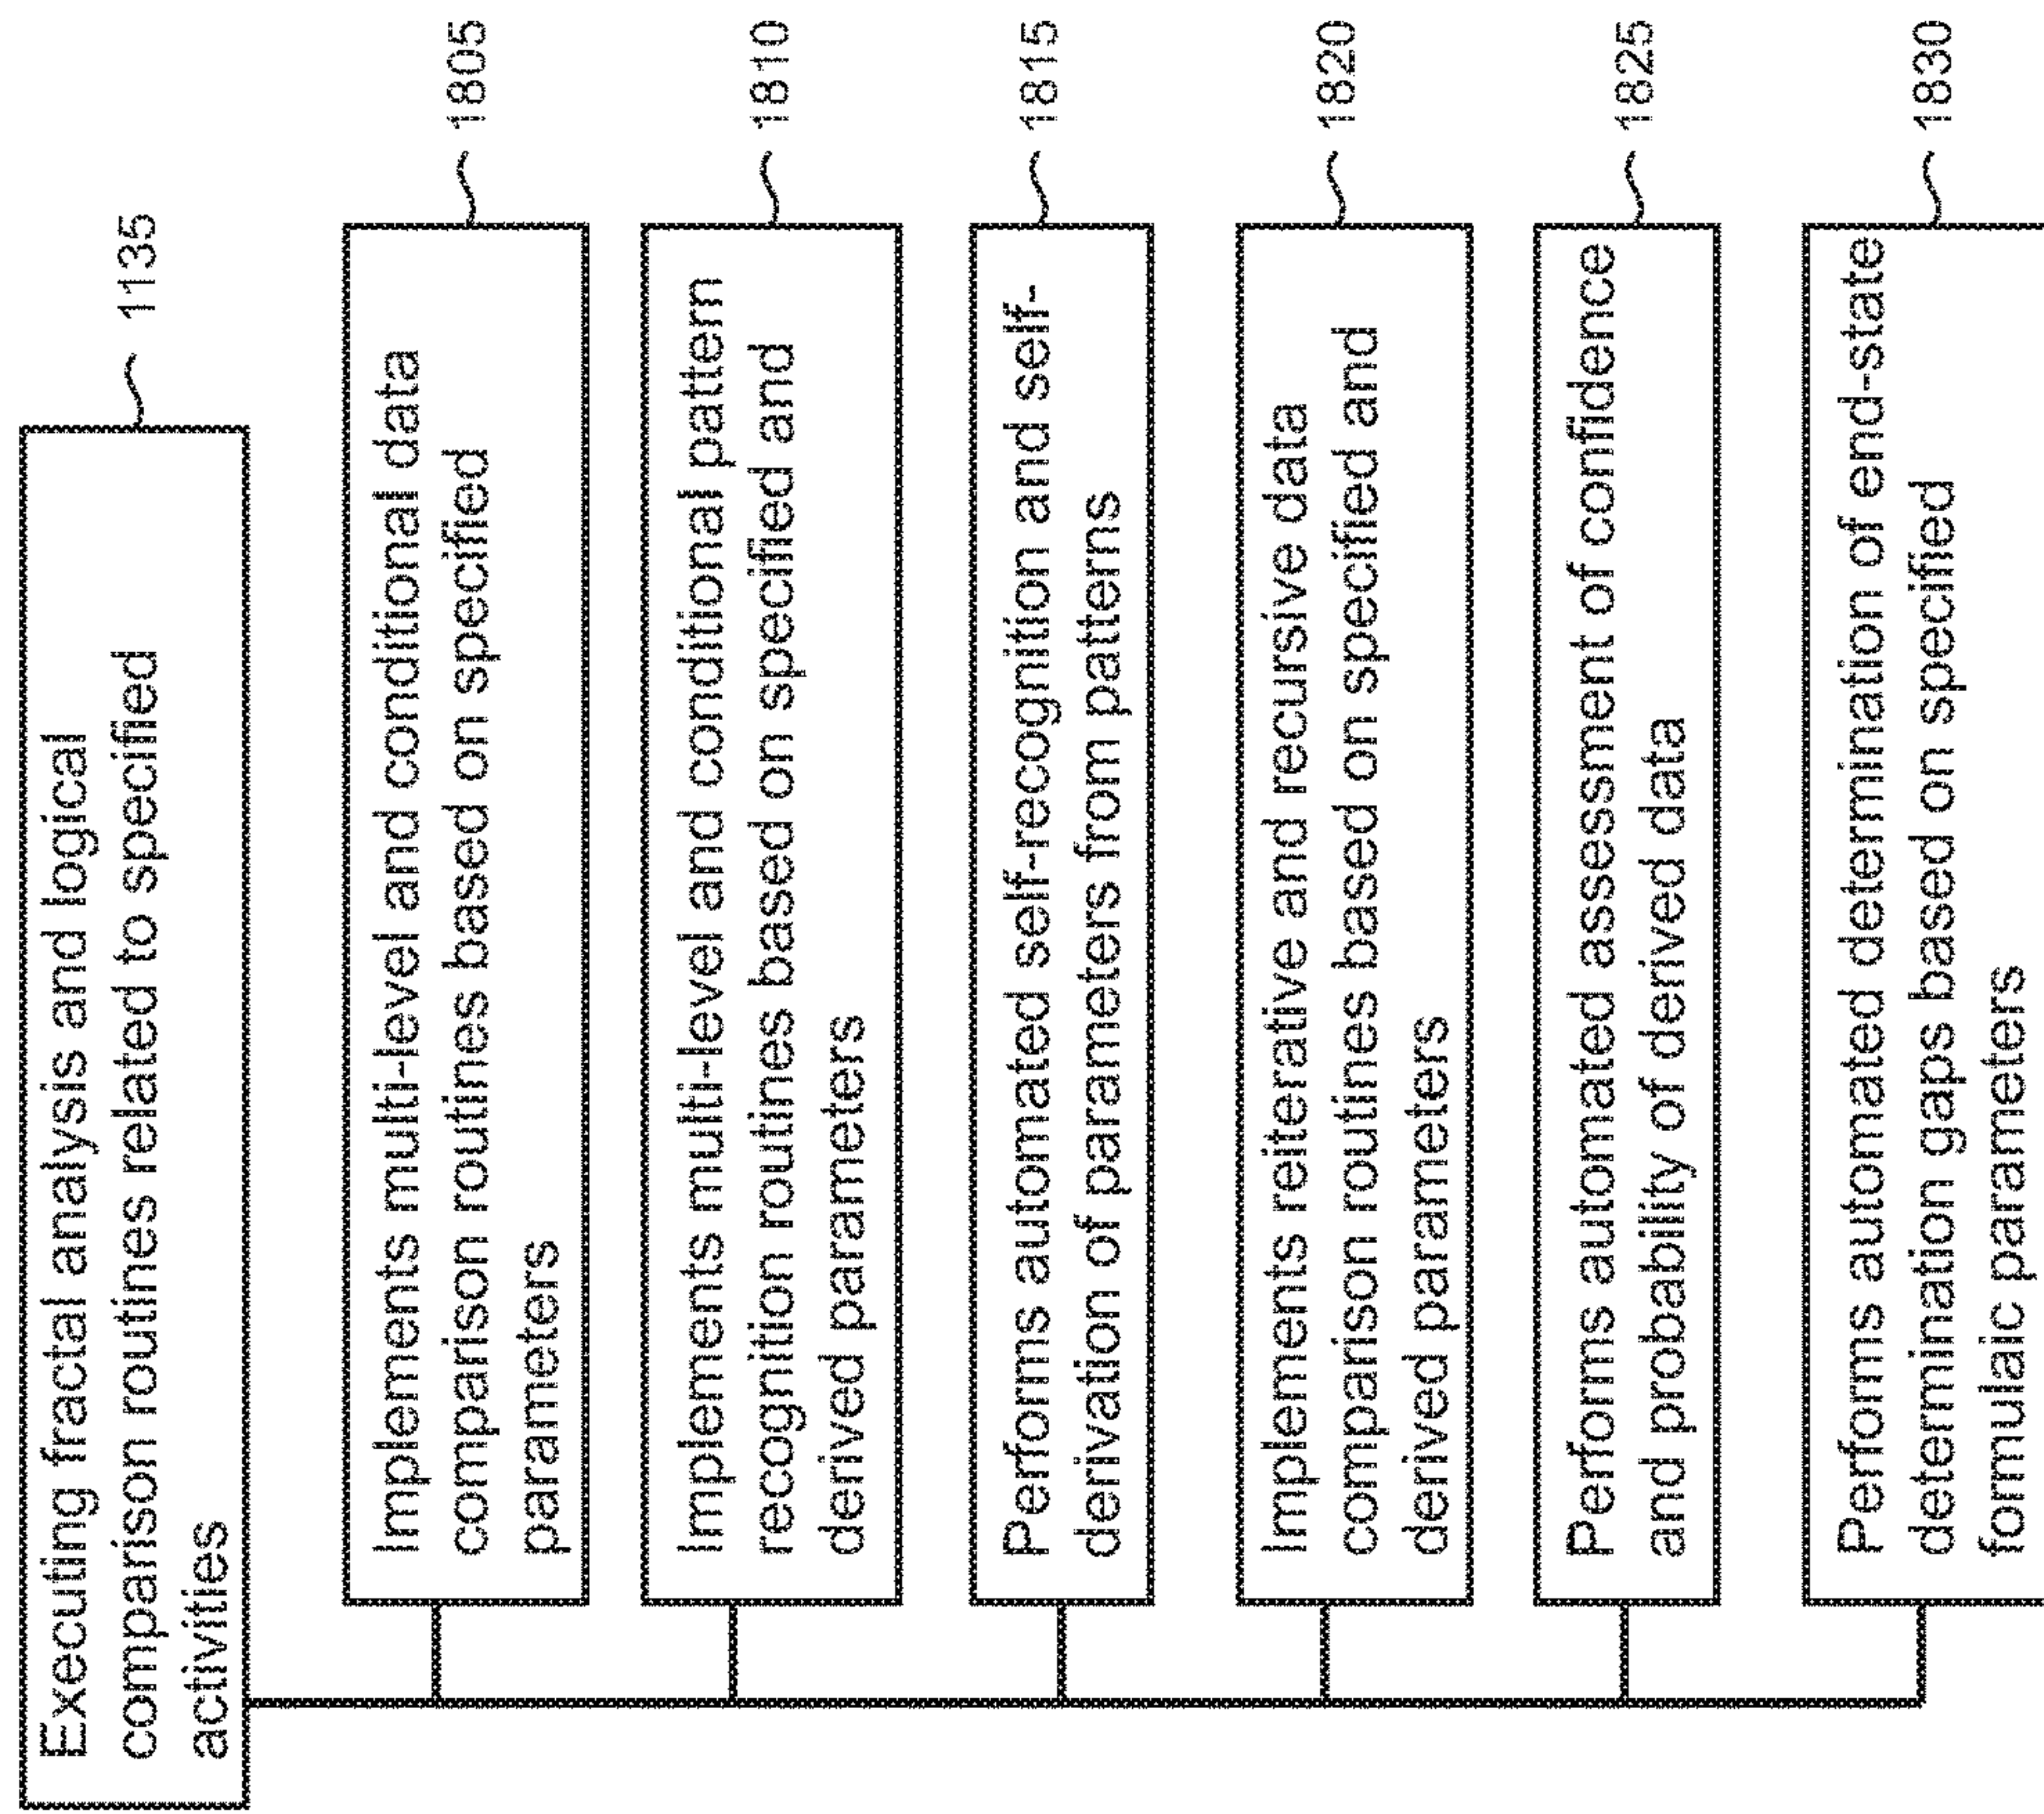 Executing fractal analysis and logical
comparison routines related to specified
activities
1135
Implements multi-level and conditional data
comparison routines based on specified
parameters
1805
Implements multi-level and conditional pattern
recognition routines based on specified and
derived parameters
1810
Performs automated self-recognition and self-
derivation of parameters from patterns
1815
Implements reiterative and recursive data
comparison routines based on specified and
derived parameters
1820
Performs automated assessment of confidence
and probability of derived data
1825
Performs automated determination of end-state
determination gaps based on specified
formulaic parameters
1830